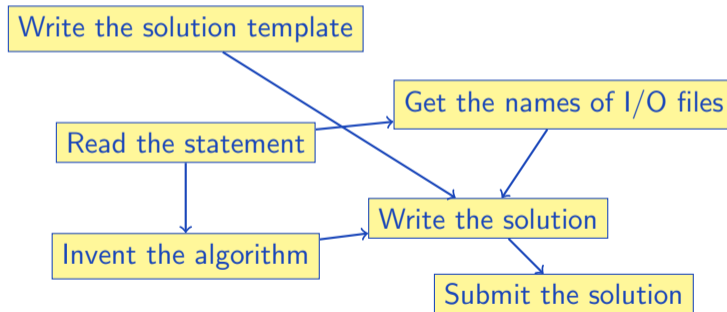 Write the solution template
Get the names of I/O files
Read the statement
Write the solution
Invent the algorithm
Submit the solution